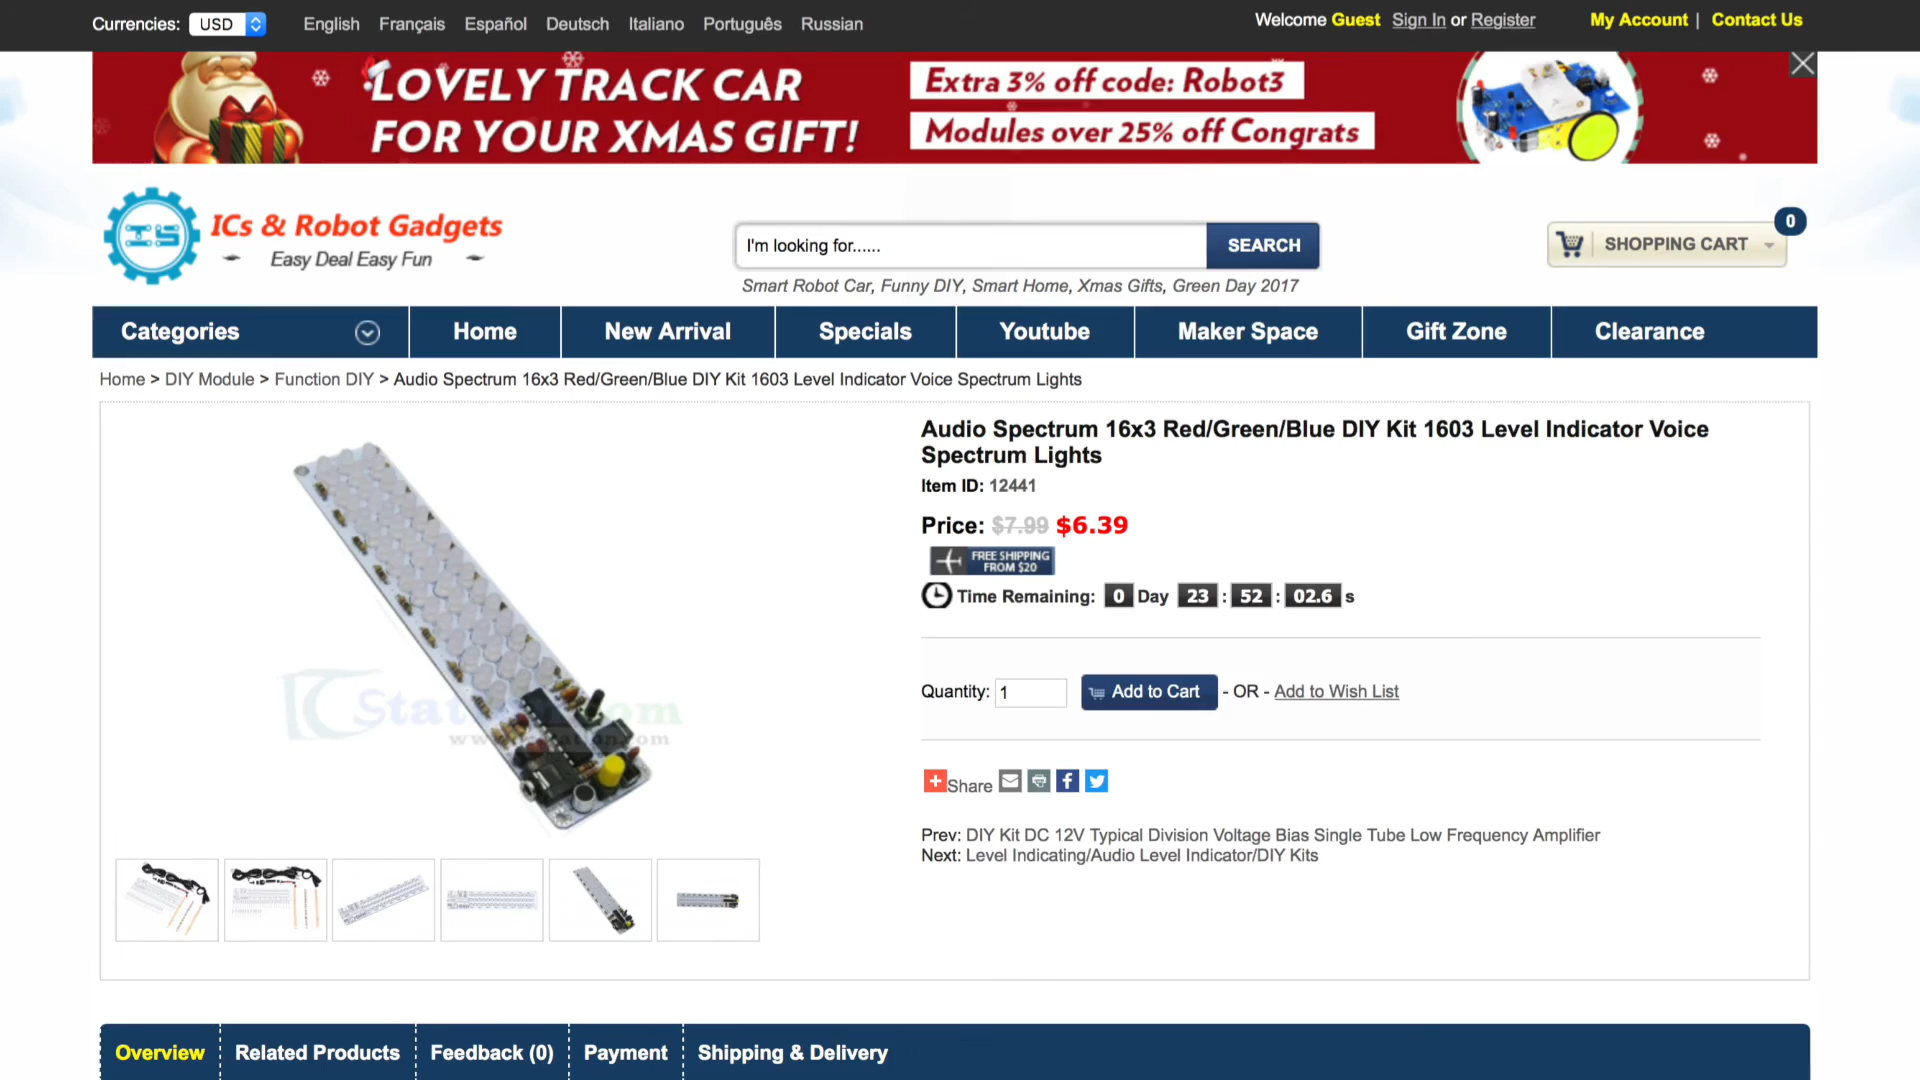 Currencies: USD English Français Español Deutsch Italiano Português Russian Welcome Guest Sign In or Register My Account | Contact Us
LOVELY TRACK CAR
FOR YOUR XMAS GIFT!
Extra 3% off code: Robot3
Modules over 25% off Congrats
ICs & Robot Gadgets
Easy Deal Easy Fun
I'm looking for...... SEARCH
Smart Robot Car, Funny DIY, Smart Home, Xmas Gifts, Green Day 2017
SHOPPING CART 0
Categories Home New Arrival Specials Youtube Maker Space Gift Zone Clearance
Home > DIY Module > Function DIY > Audio Spectrum 16x3 Red/Green/Blue DIY Kit 1603 Level Indicator Voice Spectrum Lights
Audio Spectrum 16x3 Red/Green/Blue DIY Kit 1603 Level Indicator Voice
Spectrum Lights
Item ID: 12441
Price: $7.99 $6.39
FREE SHIPPING
FROM $20
Time Remaining: 0 Day 23 : 52 : 02.6 s
Quantity: 1 Add to Cart - OR - Add to Wish List
Share
Prev: DIY Kit DC 12V Typical Division Voltage Bias Single Tube Low Frequency Amplifier
Next: Level Indicating/Audio Level Indicator/DIY Kits
Overview Related Products Feedback (0) Payment Shipping & Delivery